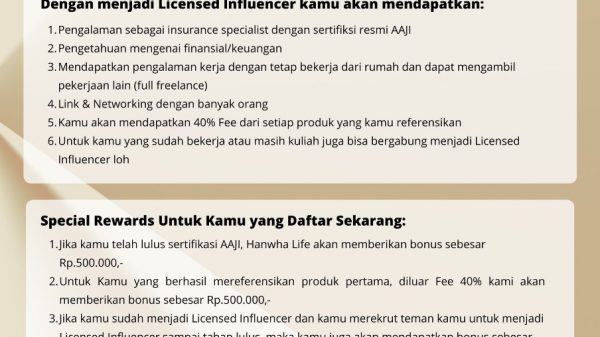 Dengan menjadi Licensed Influencer kamu akan mendapatkan:
1. Pengalaman sebagai insurance specialist dengan sertifiksi resmi AAJI
2. Pengetahuan mengenai finansial/keuangan
3. Mendapatkan pengalaman kerja dengan tetap bekerja dari rumah dan dapat mengambil
pekerjaan lain (full freelance)
4. Link & Networking dengan banyak orang
5. Kamu akan mendapatkan 40% Fee dari setiap produk yang kamu referensikan
6. Untuk kamu yang sudah bekerja atau masih kuliah juga bisa bergabung menjadi Licensed
Influencer loh
Special Rewards Untuk Kamu yang Daftar Sekarang:
1. Jika kamu telah lulus sertifikasi AAJI, Hanwha Life akan memberikan bonus sebesar
Rp.500.000,-
2. Untuk Kamu yang berhasil mereferensikan produk pertama, diluar Fee 40% kami akan
memberikan bonus sebesar Rp.500.000,-
3. Jika kamu sudah menjadi Licensed Influencer dan kamu merekrut teman kamu untuk menjadi
Licensed Influencer sampai tahap lulus, maka kamu juga akan mendapatkan bonus sebesar